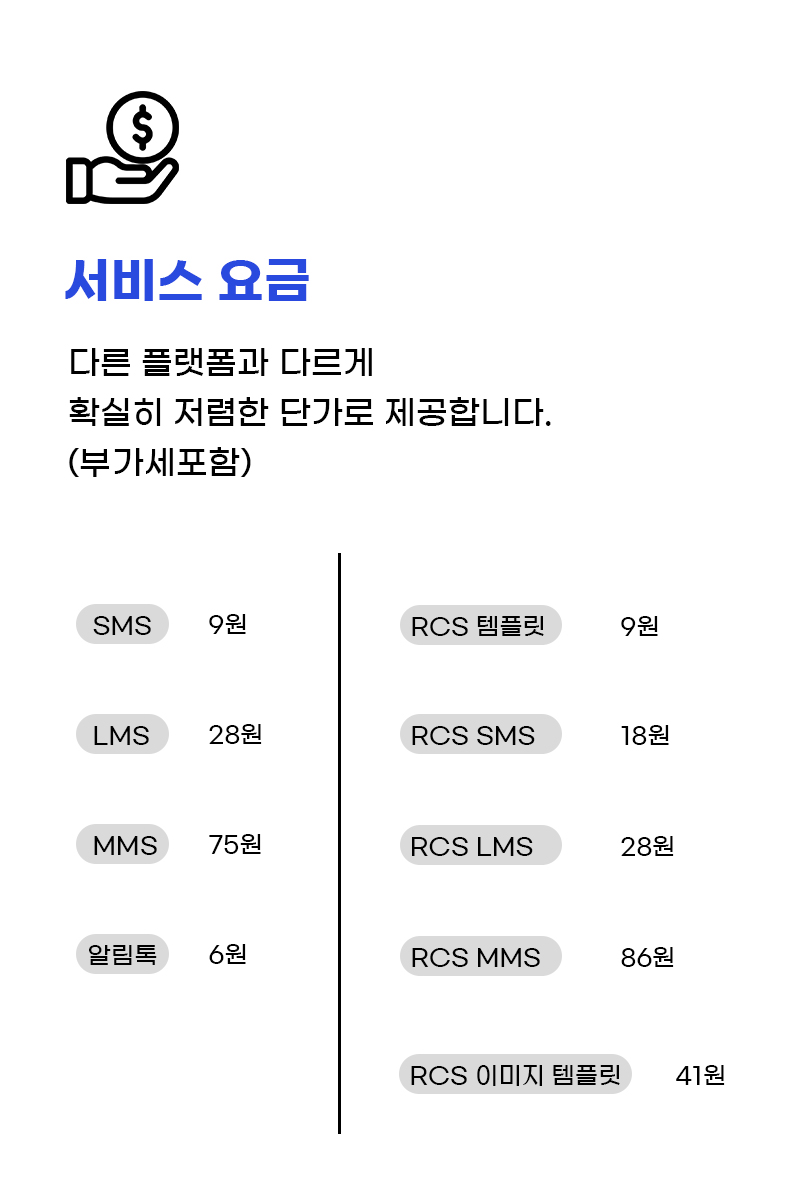 서비스 요금
다른 플랫폼과 다르게
확실히 저렴한 단가로 제공합니다.
(부가세포함)
SMS 9원
LMS 28원
MMS 75원
알림톡 6원
RCS 템플릿 9원
RCS SMS 18원
RCS LMS 28원
RCS MMS 86원
RCS 이미지 템플릿 41원